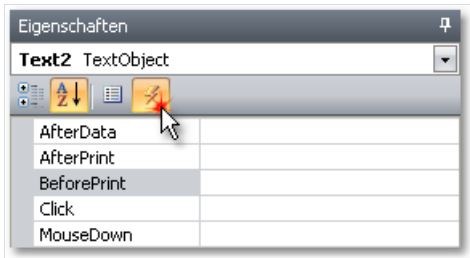 Eigenschaften
Text2 TextObject
AfterData
AfterPrint
BeforePrint
Click
MouseDown